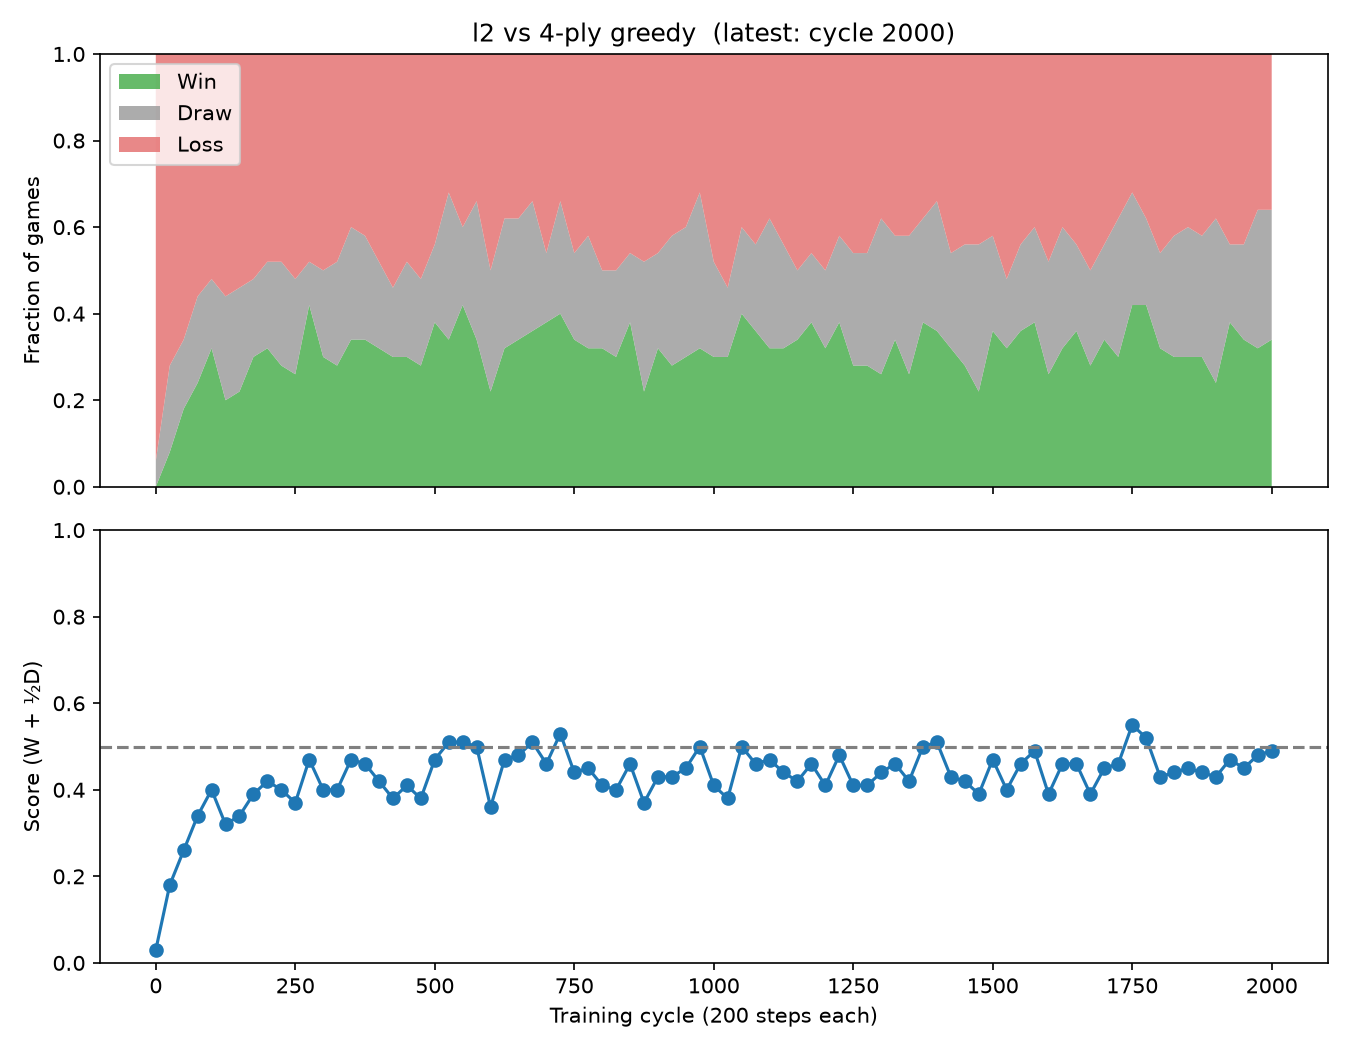 l2 vs 4-ply greedy  (latest: cycle 2000)
1.0
Win
Draw
Loss
0.8
0.6
0.4
0.2
0.0
Fraction of games
1.0
0.8
0.6
0.4
0.2
0.0
Score (W + ½D)
0 250 500 750 1000 1250 1500 1750 2000
Training cycle (200 steps each)